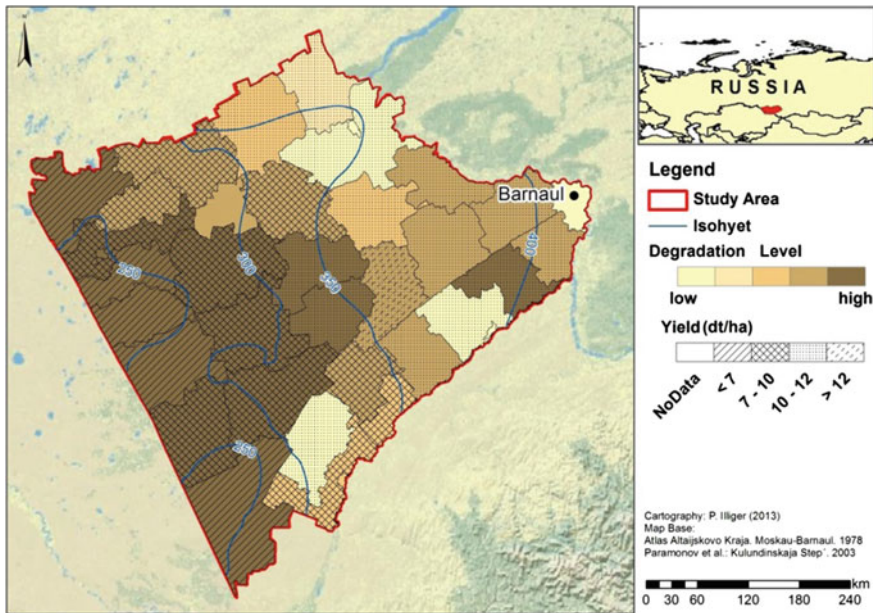 N
Barnaul
250
300
350
400
250
RUSSIA
Legend
Study Area
Isohyet
Degradation Level
low high
Yield (dt/ha)
NoData
< 7
7 - 10
10 - 12
> 12
Cartography: P. Illiger (2013)
Map Base:
Atlas Altaijskovo Kraja. Moskau-Barnaul. 1978
Paramonov et al.: Kulundinskaja Step´. 2003
km
0 15 30 60 120 180 240